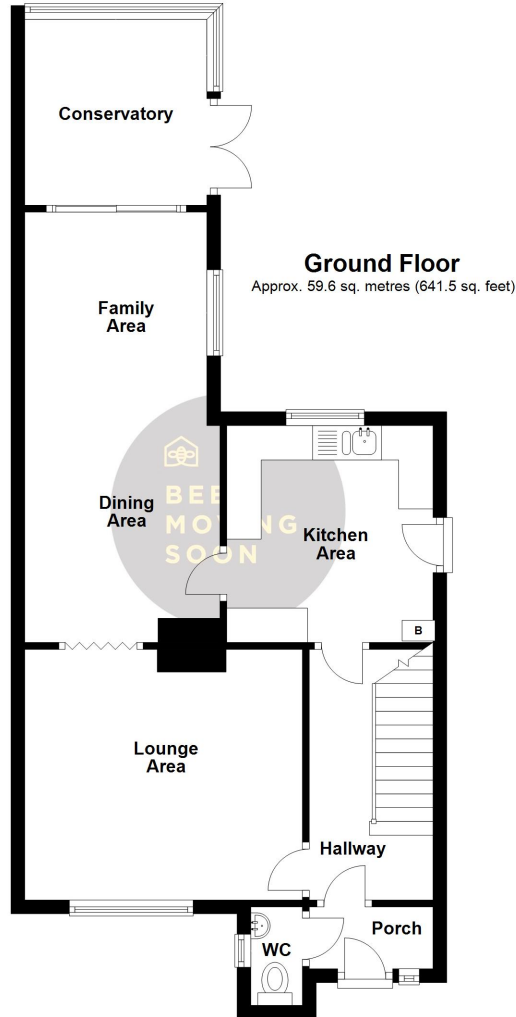 Conservatory
Ground Floor
Approx. 59.6 sq. metres (641.5 sq. feet)
Family
Area
BEE
MOVING
SOON
Dining
Area
Kitchen
Area
B
Lounge
Area
Hallway
WC
Porch